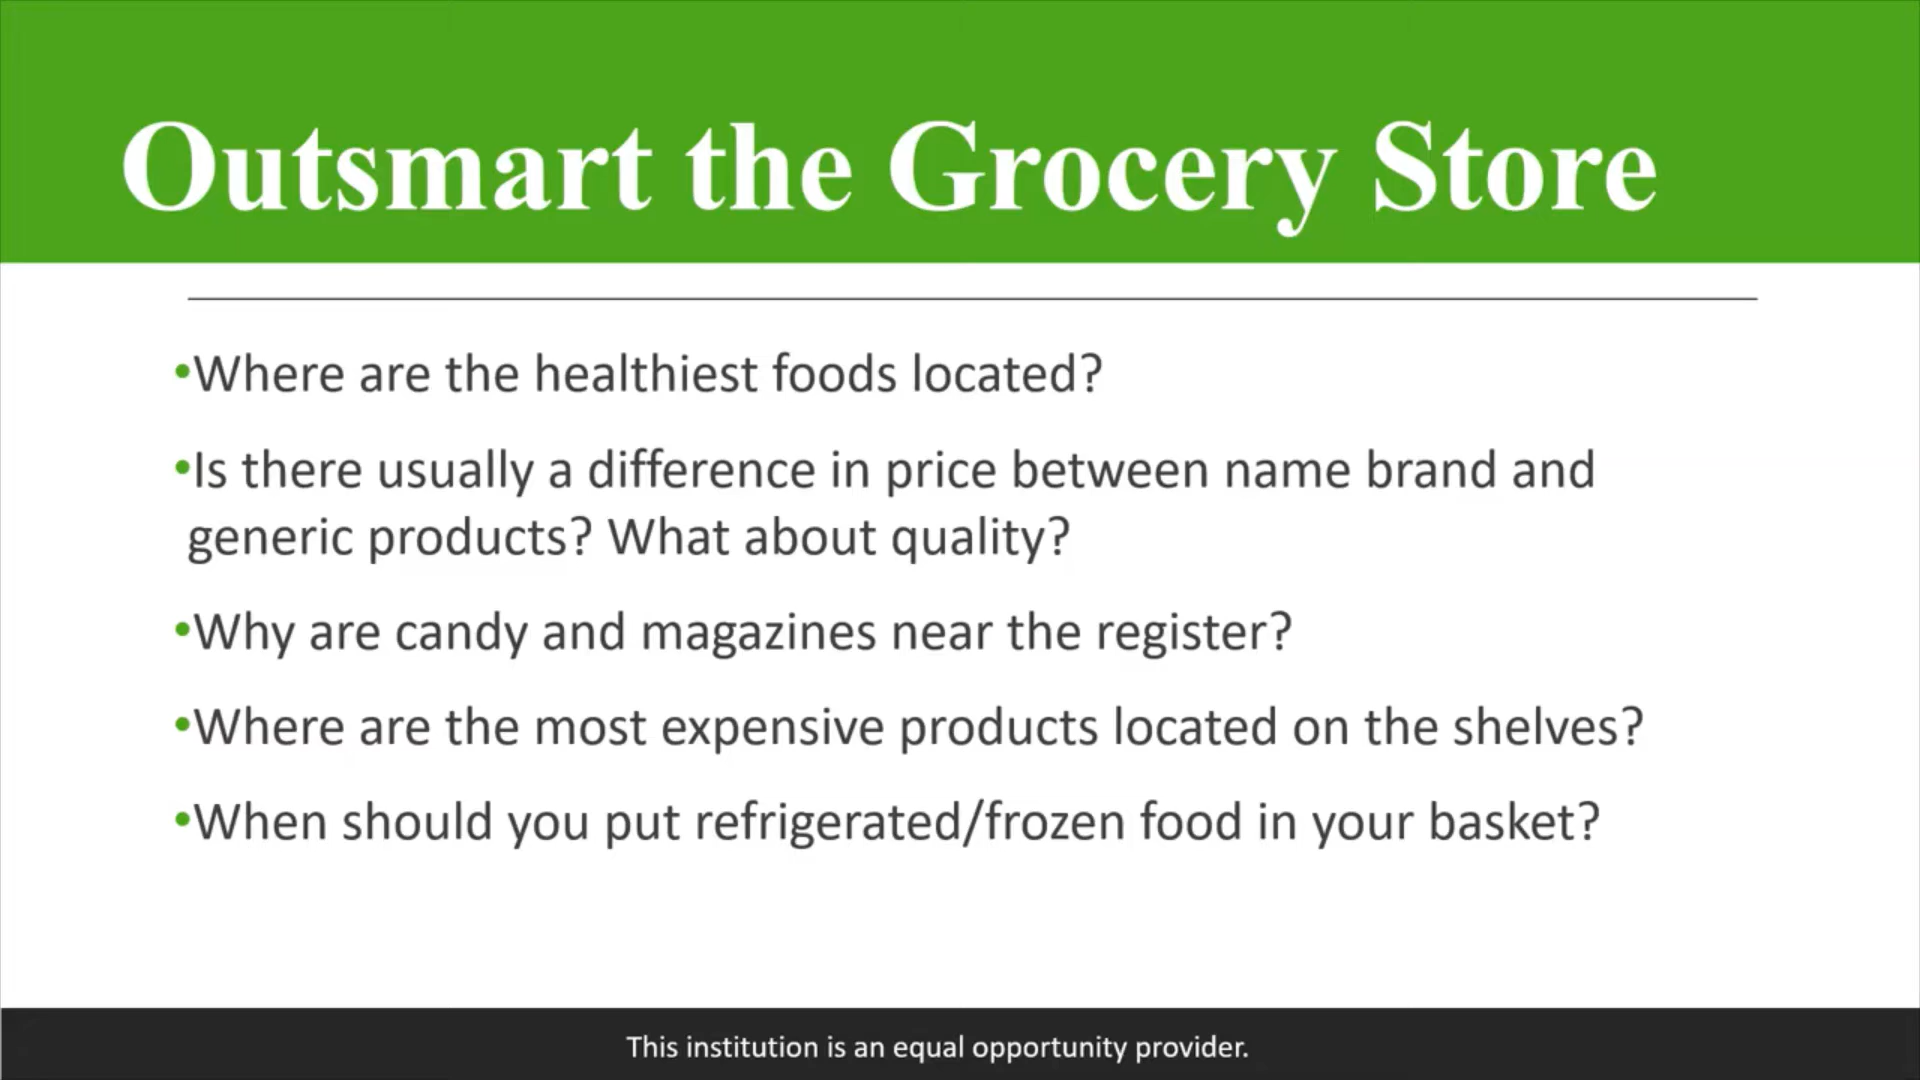 Outsmart the Grocery Store
•Where are the healthiest foods located?
•Is there usually a difference in price between name brand and
generic products? What about quality?
•Why are candy and magazines near the register?
•Where are the most expensive products located on the shelves?
•When should you put refrigerated/frozen food in your basket?
This institution is an equal opportunity provider.